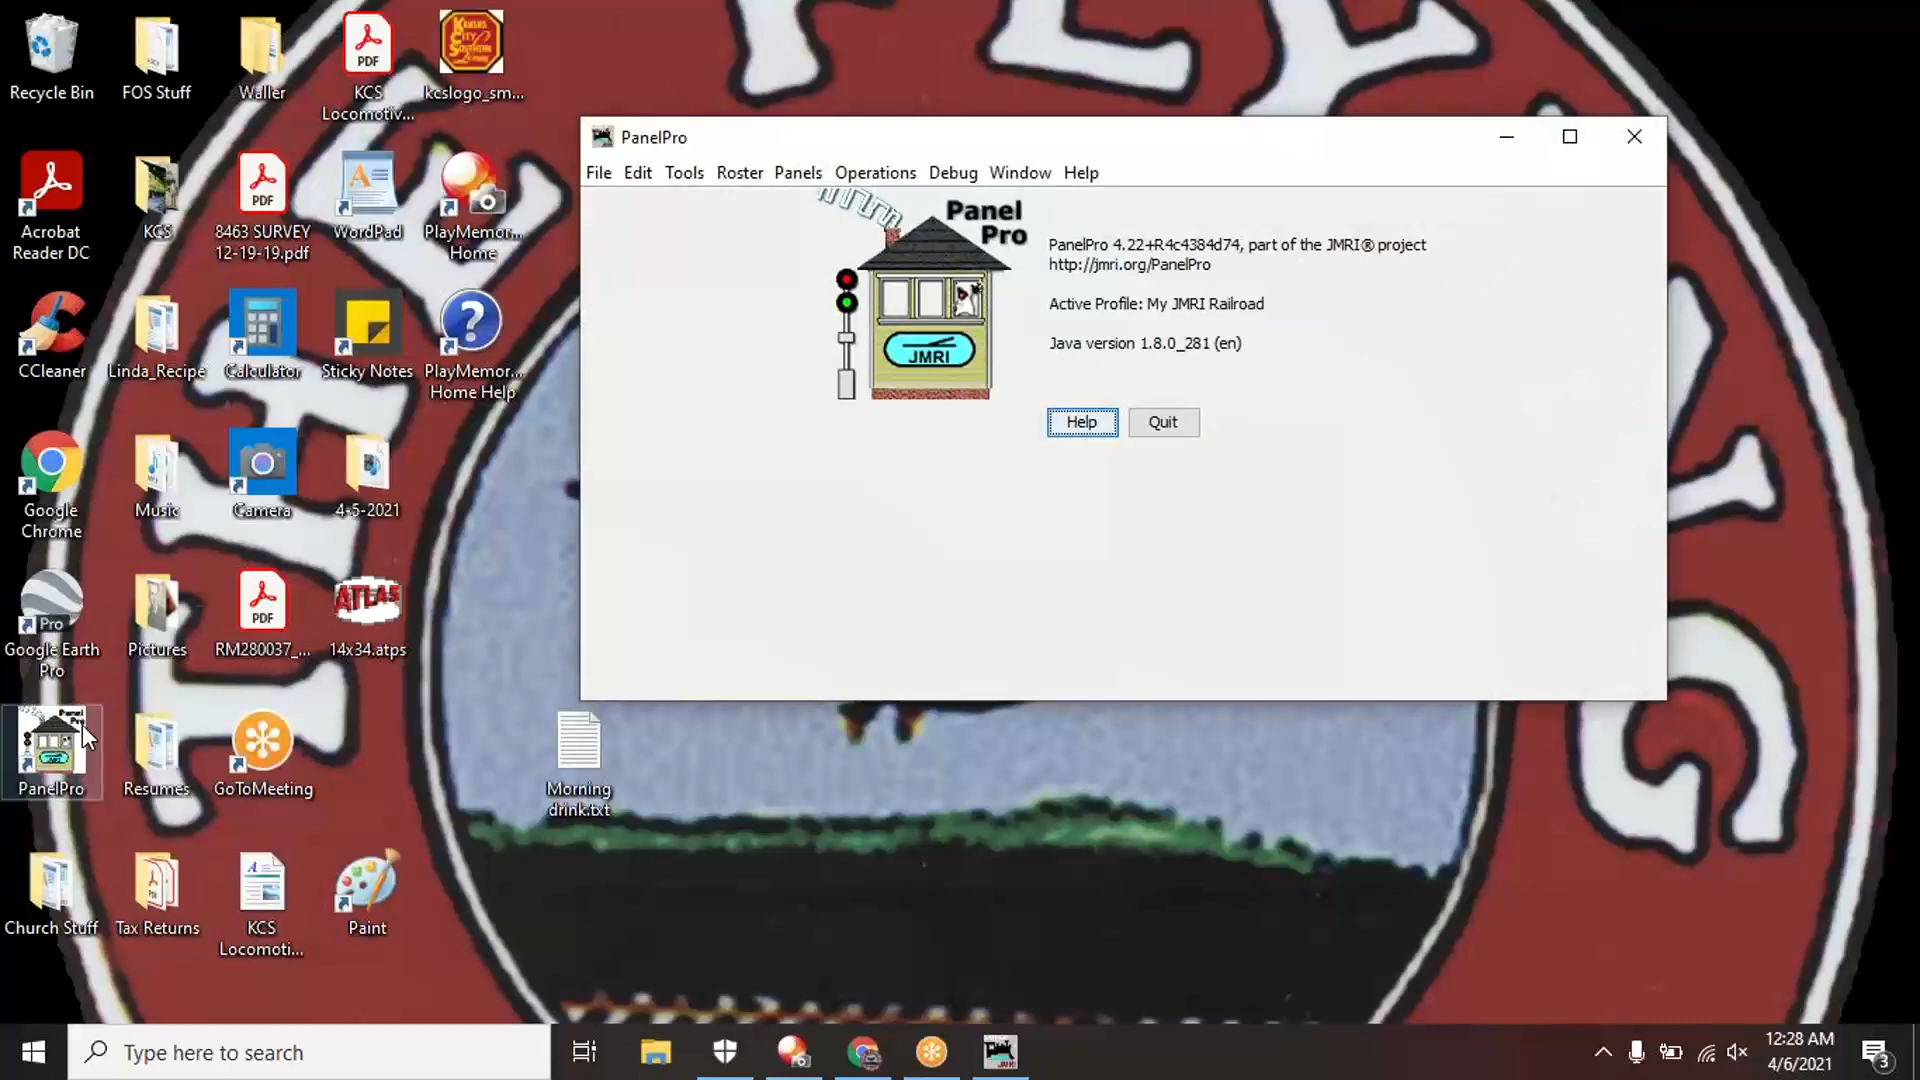 Recycle Bin
FOS Stuff
Waller
PDF
KCS
Locomotiv...
KANSAS
CITY
SOUTHERN
Lines
kcslogo_sm...
Acrobat
Reader DC
KCS
PDF
8463 SURVEY
12-19-19.pdf
WordPad
PlayMemor...
Home
CCleaner
Linda_Recipe
Calculator
Sticky Notes
PlayMemor...
Home Help
Google
Chrome
Music
Camera
4-5-2021
Pro
Google Earth
Pro
Pictures
PDF
RM280037_...
ATLAS
14x34.atps
PanelPro
Resumes
GoToMeeting
Morning
drink.txt
Church Stuff
Tax Returns
KCS
Locomoti...
Paint
PanelPro
File Edit Tools Roster Panels Operations Debug Window Help
Panel
Pro
JMRI
PanelPro 4.22+R4c4384d74, part of the JMRI® project
http://jmri.org/PanelPro
Active Profile: My JMRI Railroad
Java version 1.8.0_281 (en)
Help Quit
Type here to search
12:28 AM
4/6/2021
3